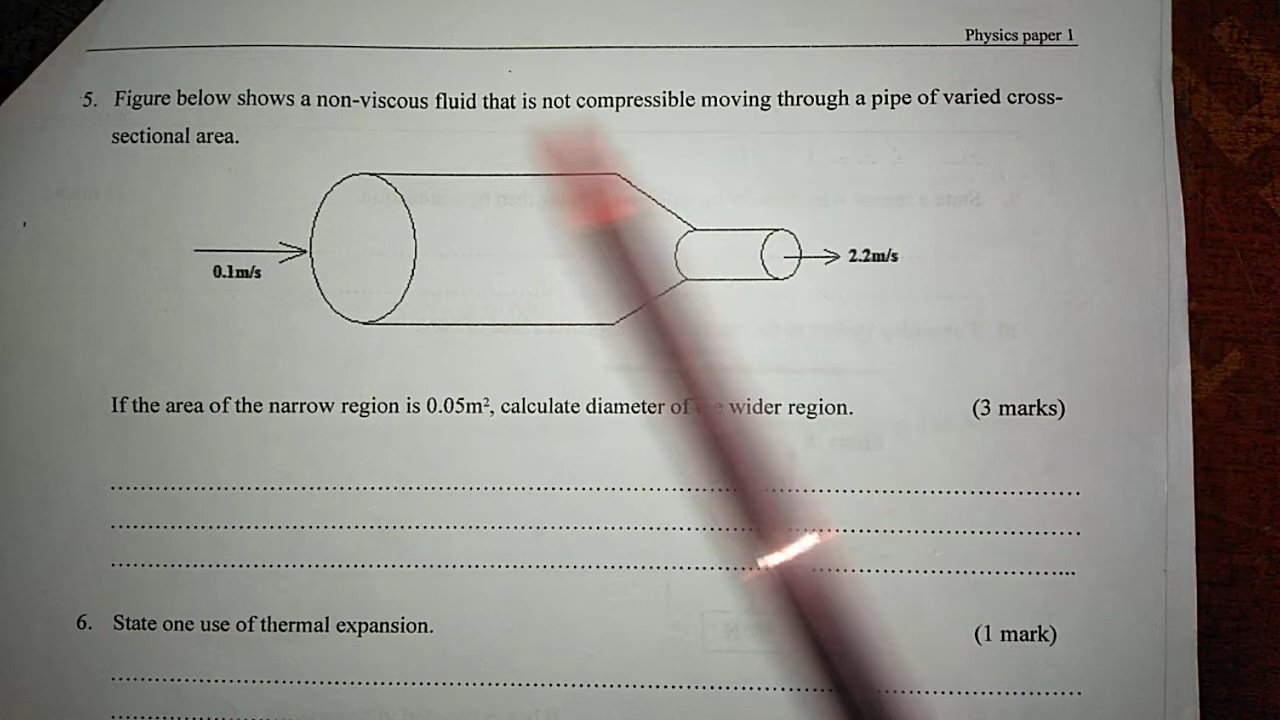 Physics paper 1
5. Figure below shows a non-viscous fluid that is not compressible moving through a pipe of varied cross-
sectional area.
0.1m/s
2.2m/s
If the area of the narrow region is 0.05m², calculate diameter of wider region. (3 marks)
6. State one use of thermal expansion. (1 mark)